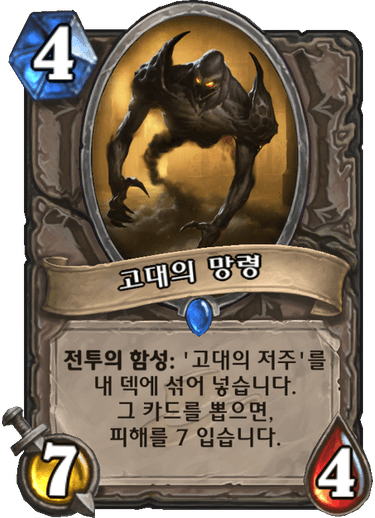 4
고대의 망령
전투의 함성: '고대의 저주'를
내 덱에 섞어 넣습니다.
그 카드를 뽑으면,
피해를 7 입습니다.
7
4